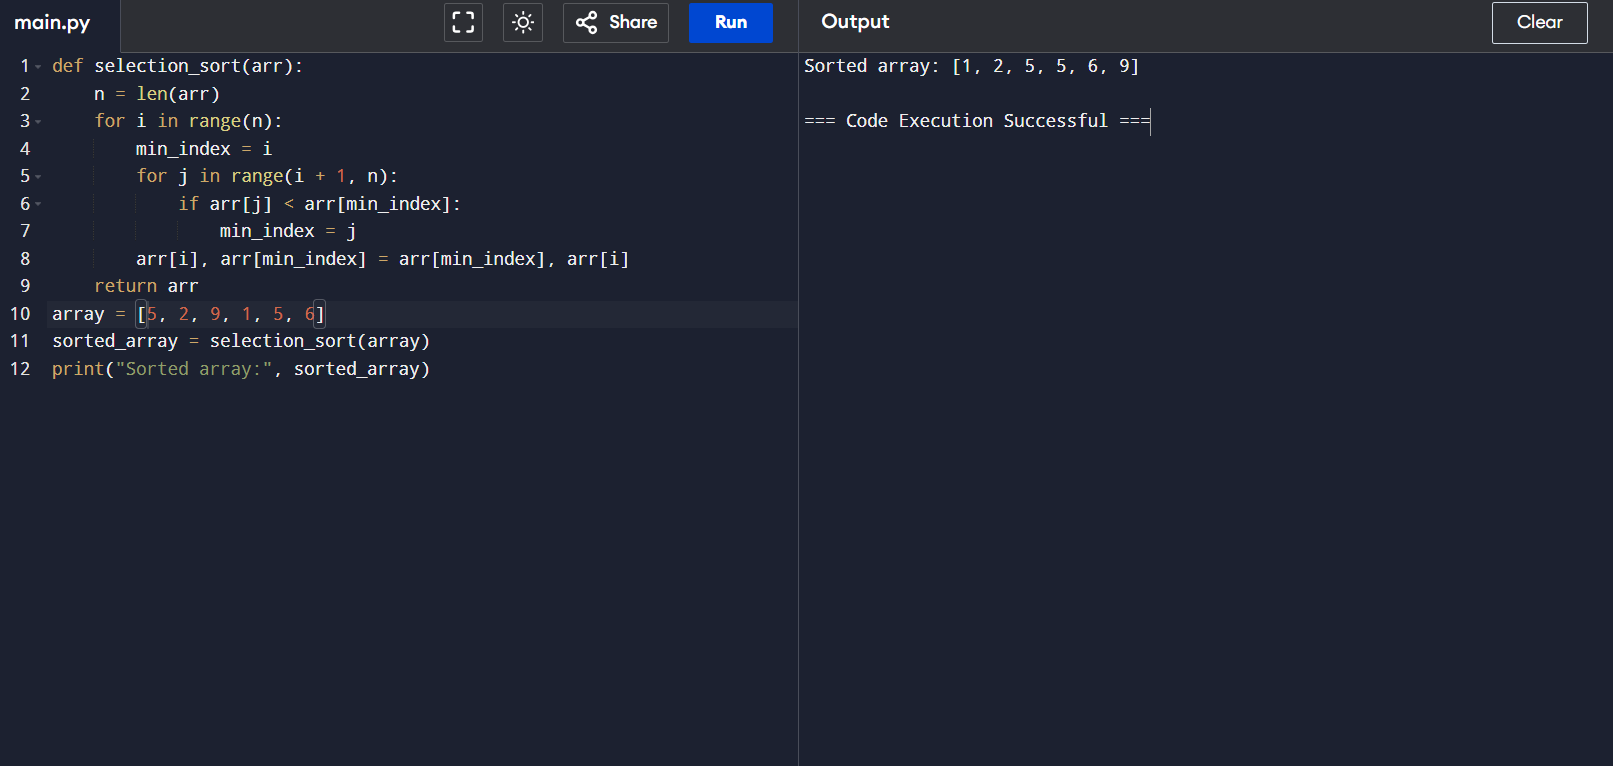 main.py
Share
Run
Output
Clear
1 def selection_sort(arr):
2     n = len(arr)
3     for i in range(n):
4         min_index = i
5         for j in range(i + 1, n):
6             if arr[j] < arr[min_index]:
7                 min_index = j
8         arr[i], arr[min_index] = arr[min_index], arr[i]
9     return arr
10 array = [5, 2, 9, 1, 5, 6]
11 sorted_array = selection_sort(array)
12 print("Sorted array:", sorted_array)
Sorted array: [1, 2, 5, 5, 6, 9]
=== Code Execution Successful ===